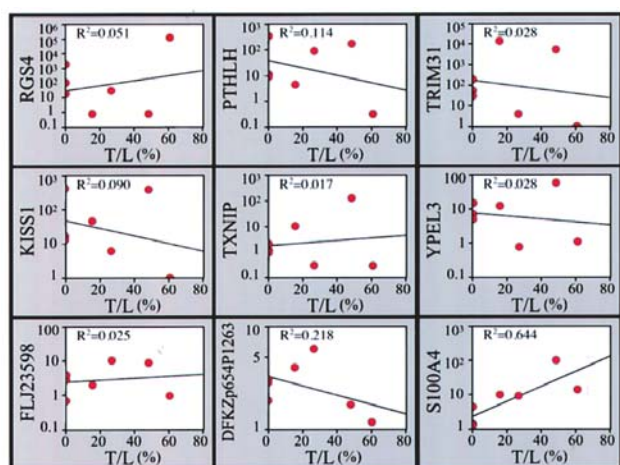 R²=0.051
RGS4
10⁶
10⁵
10⁴
10³
10²
10
1
0.1
0 20 40 60 80
T/L (%)
R²=0.114
PTHLH
10³
10²
10
1
0.1
0 20 40 60 80
T/L (%)
R²=0.028
TRIM31
10⁵
10⁴
10³
10²
10
1
0 20 40 60 80
T/L (%)
R²=0.090
KISS1
10³
10²
10
1
0 20 40 60 80
T/L (%)
R²=0.017
TXNIP
10³
10²
10
1
0.1
0 20 40 60 80
T/L (%)
R²=0.028
YPEL3
10²
10
1
0.1
0 20 40 60 80
T/L (%)
R²=0.025
FLJ23598
100
10
1
0.1
0 20 40 60 80
T/L (%)
R²=0.218
DFKZp654P1263
10
5
1
0 20 40 60 80
T/L (%)
R²=0.644
S100A4
10³
10²
10
1
0 20 40 60 80
T/L (%)